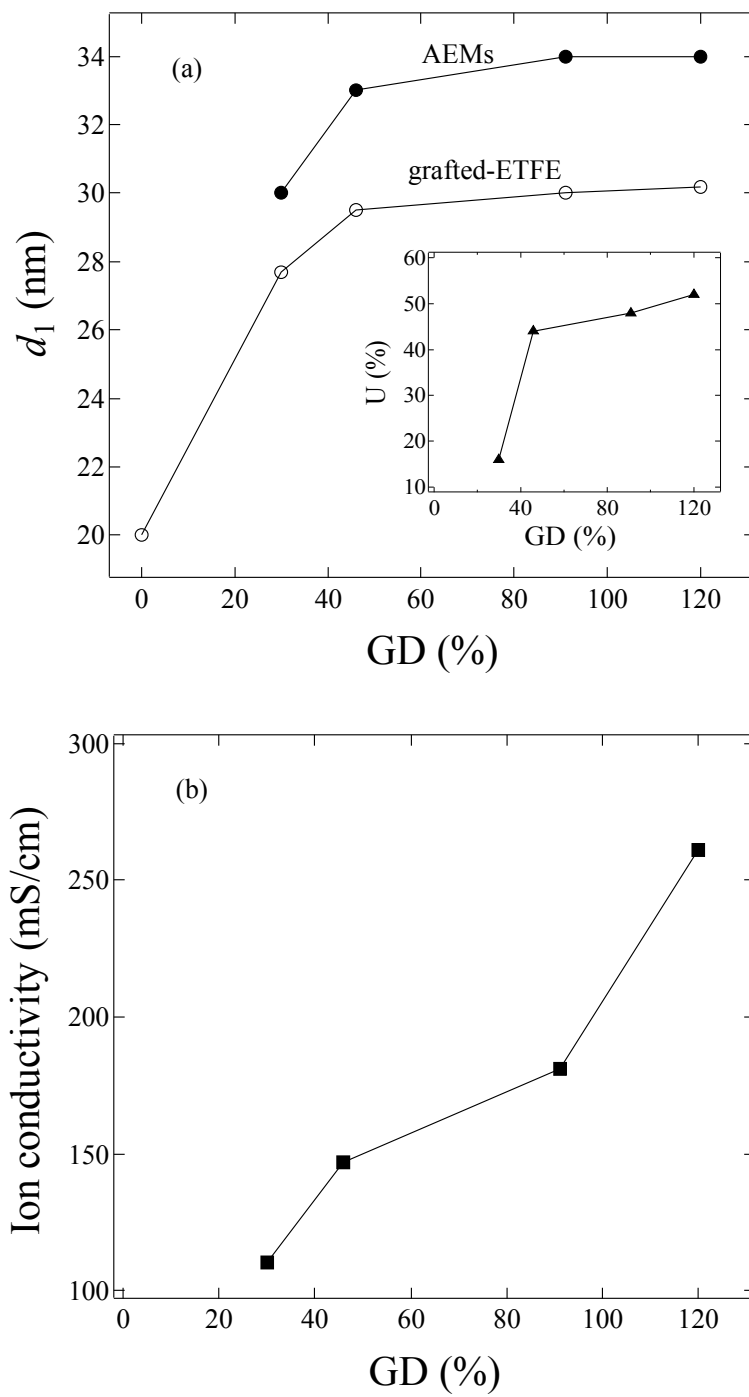 (a)
AEMs
grafted-ETFE
34
32
30
28
26
24
22
20
d1 (nm)
0 20 40 60 80 100 120
GD (%)
60
50
40
30
20
10
U (%)
0 40 80 120
GD (%)
(b)
300
250
200
150
100
Ion conductivity (mS/cm)
0 20 40 60 80 100 120
GD (%)